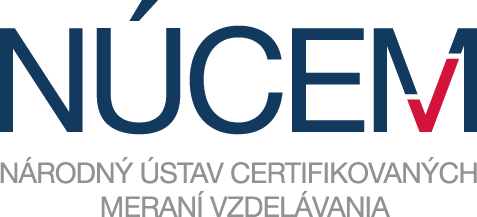 NÚCEM
NÁRODNÝ ÚSTAV CERTIFIKOVANÝCH
MERANÍ VZDELÁVANIA